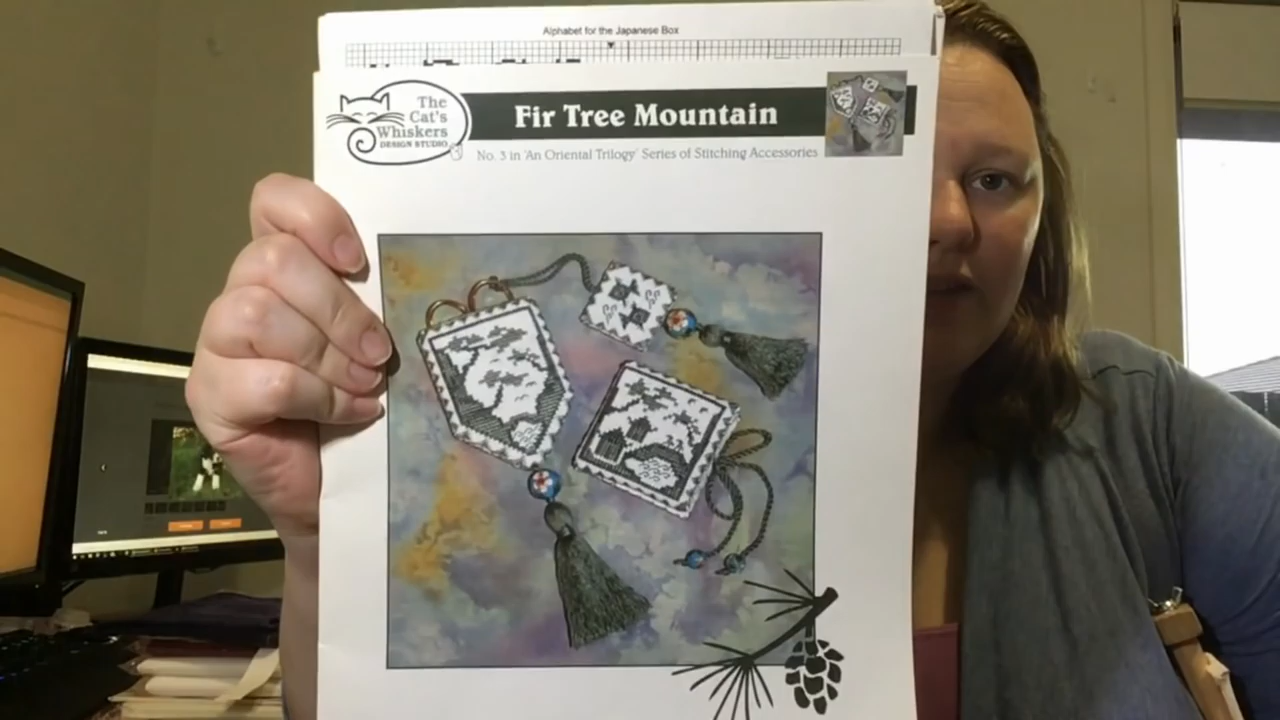 Alphabet for the Japanese Box
The
Cat's
Whiskers
DESIGN STUDIO
Fir Tree Mountain
No. 3 in 'An Oriental Trilogy' Series of Stitching Accessories